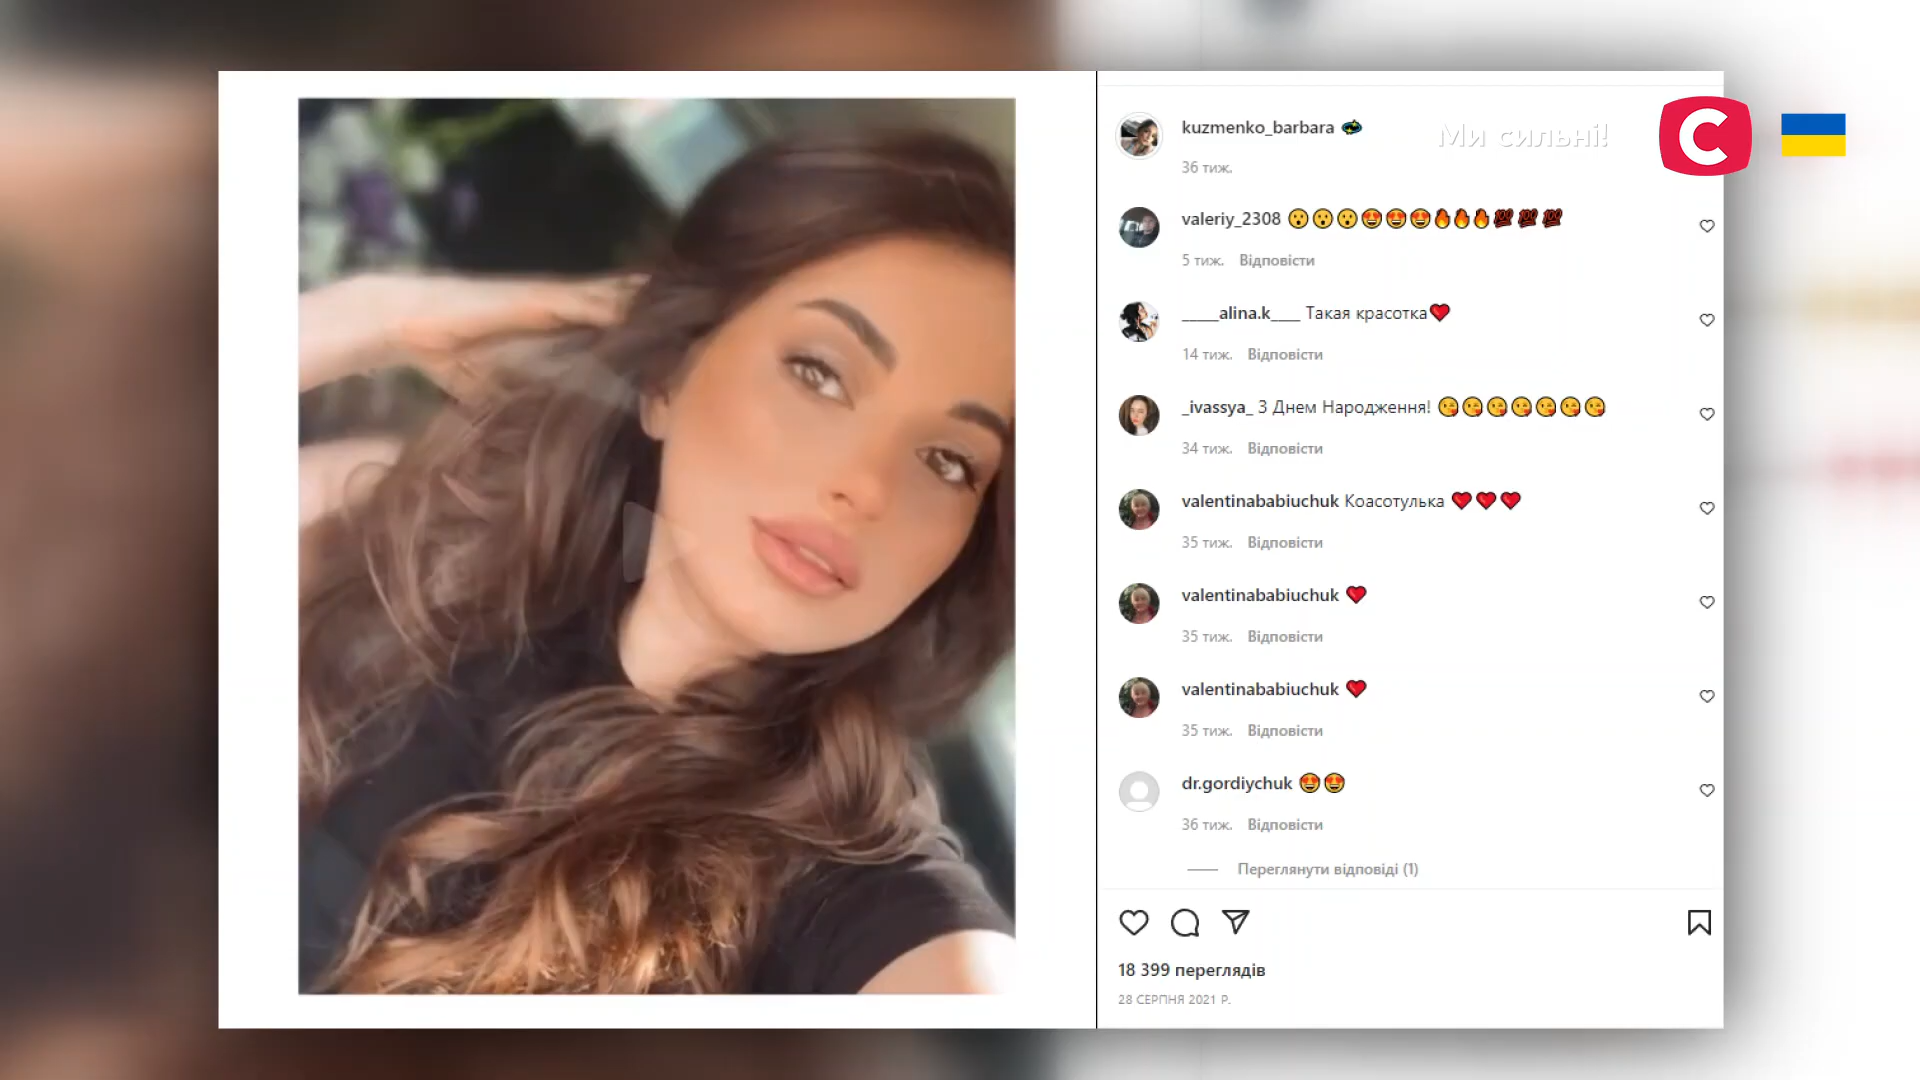 kuzmenko_barbara
Ми сильні!
С
36 тиж.
valeriy_2308 😮😮😮😍😍😍🔥🔥🔥💯💯💯
5 тиж. Відповісти
_____alina.k____ Такая красотка❤
14 тиж. Відповісти
_ivassya_ З Днем Народження! 😘😘😘😘😘😘😘
34 тиж. Відповісти
valentinababiuchuk Коасотулька ❤❤❤
35 тиж. Відповісти
valentinababiuchuk ❤
35 тиж. Відповісти
valentinababiuchuk ❤
35 тиж. Відповісти
dr.gordiychuk 😍😍
36 тиж. Відповісти
Переглянути відповіді (1)
18 399 переглядів
28 СЕРПНЯ 2021 Р.